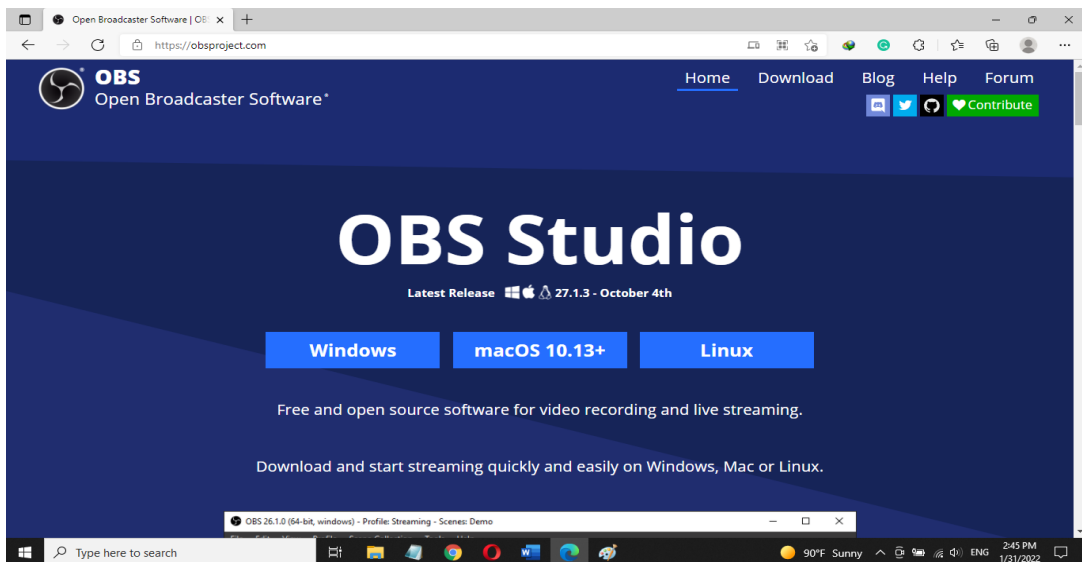 Open Broadcaster Software | OB
https://obsproject.com
OBS
Open Broadcaster Software
Home Download Blog Help Forum
Contribute
OBS Studio
Latest Release 27.1.3 - October 4th
Windows macOS 10.13+ Linux
Free and open source software for video recording and live streaming.
Download and start streaming quickly and easily on Windows, Mac or Linux.
OBS 26.1.0 (64-bit, windows) - Profile: Streaming - Scenes: Demo
Type here to search
90°F Sunny
ENG
2:45 PM
1/31/2022